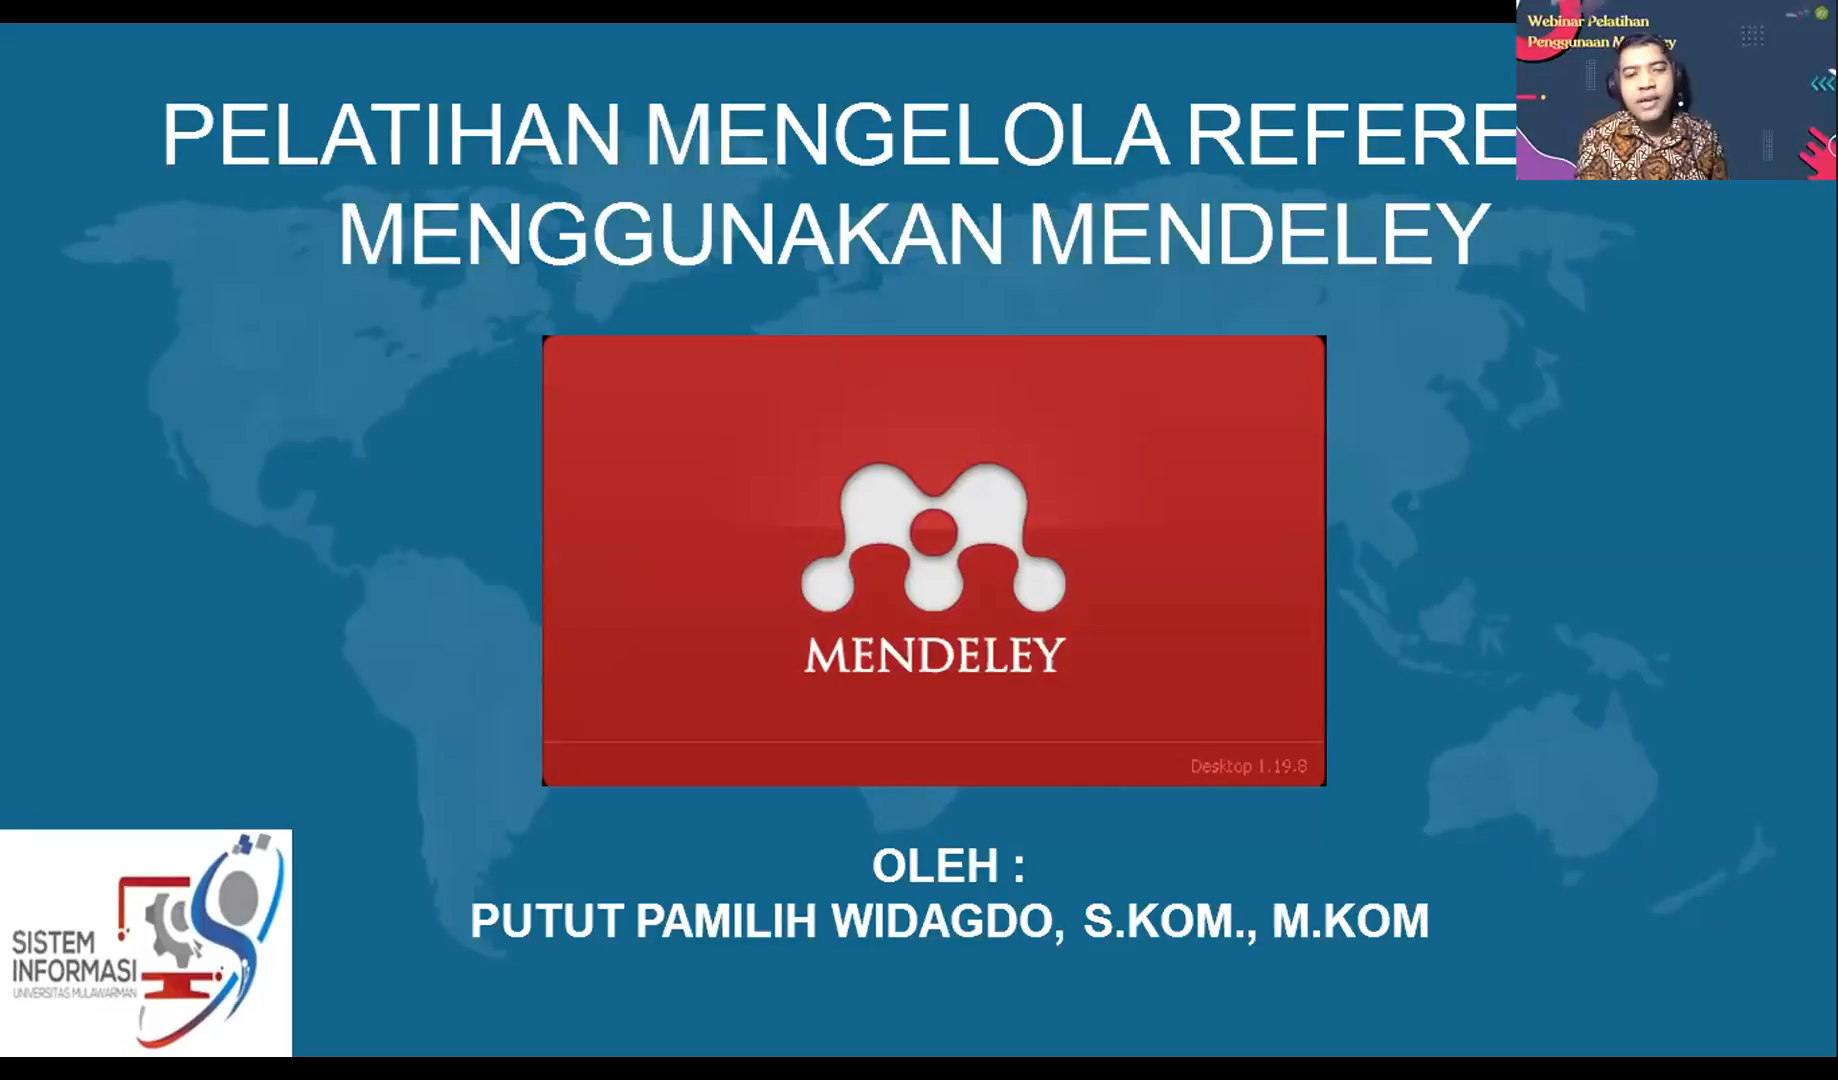 Webinar Pelatihan
Penggunaan
PELATIHAN MENGELOLA REFERE
MENGGUNAKAN MENDELEY
MENDELEY
Desktop 1.19.8
OLEH :
PUTUT PAMILIH WIDAGDO, S.KOM., M.KOM
SISTEM
INFORMASI
UNIVERSITAS MULAWARMAN